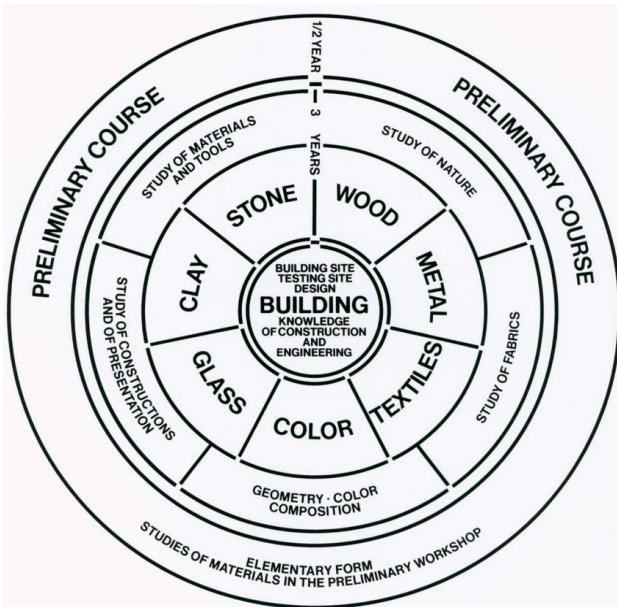 PRELIMINARY COURSE
1/2 YEAR
PRELIMINARY COURSE
3 YEARS
STUDY OF MATERIALS
AND TOOLS
STUDY OF NATURE
STONE
WOOD
CLAY
METAL
BUILDING SITE
TESTING SITE
DESIGN
BUILDING
KNOWLEDGE
OF CONSTRUCTION
AND
ENGINEERING
STUDY OF CONSTRUCTIONS
AND OF PRESENTATION
GLASS
COLOR
TEXTILES
STUDY OF FABRICS
GEOMETRY · COLOR
COMPOSITION
ELEMENTARY FORM
STUDIES OF MATERIALS IN THE PRELIMINARY WORKSHOP